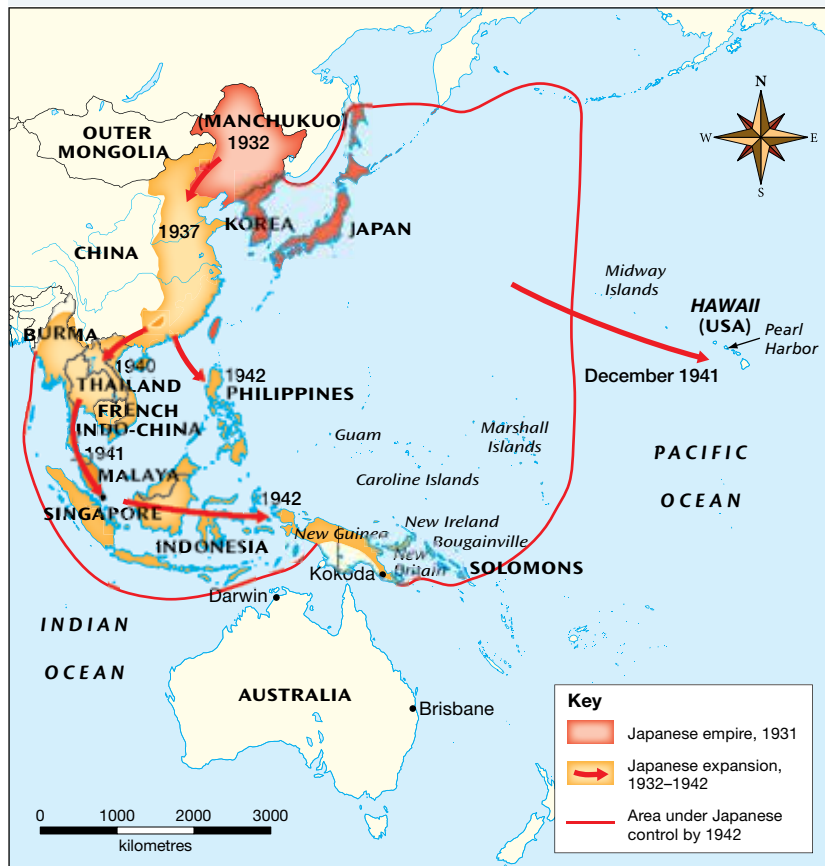 (MANCHUKUO)
1932
OUTER
MONGOLIA
N
W
E
S
1937
KOREA
JAPAN
CHINA
Midway
Islands
HAWAII
(USA)
Pearl
Harbor
BURMA
1940
THAILAND
1942
PHILIPPINES
December 1941
FRENCH
INDO-CHINA
Guam
Marshall
Islands
1941
MALAYA
Caroline Islands
PACIFIC
OCEAN
SINGAPORE
1942
INDONESIA
New Guinea
New Ireland
Bougainville
New
Britain
SOLOMONS
Kokoda
Darwin
INDIAN
OCEAN
AUSTRALIA
Brisbane
Key
Japanese empire, 1931
Japanese expansion,
1932–1942
Area under Japanese
control by 1942
0 1000 2000 3000
kilometres